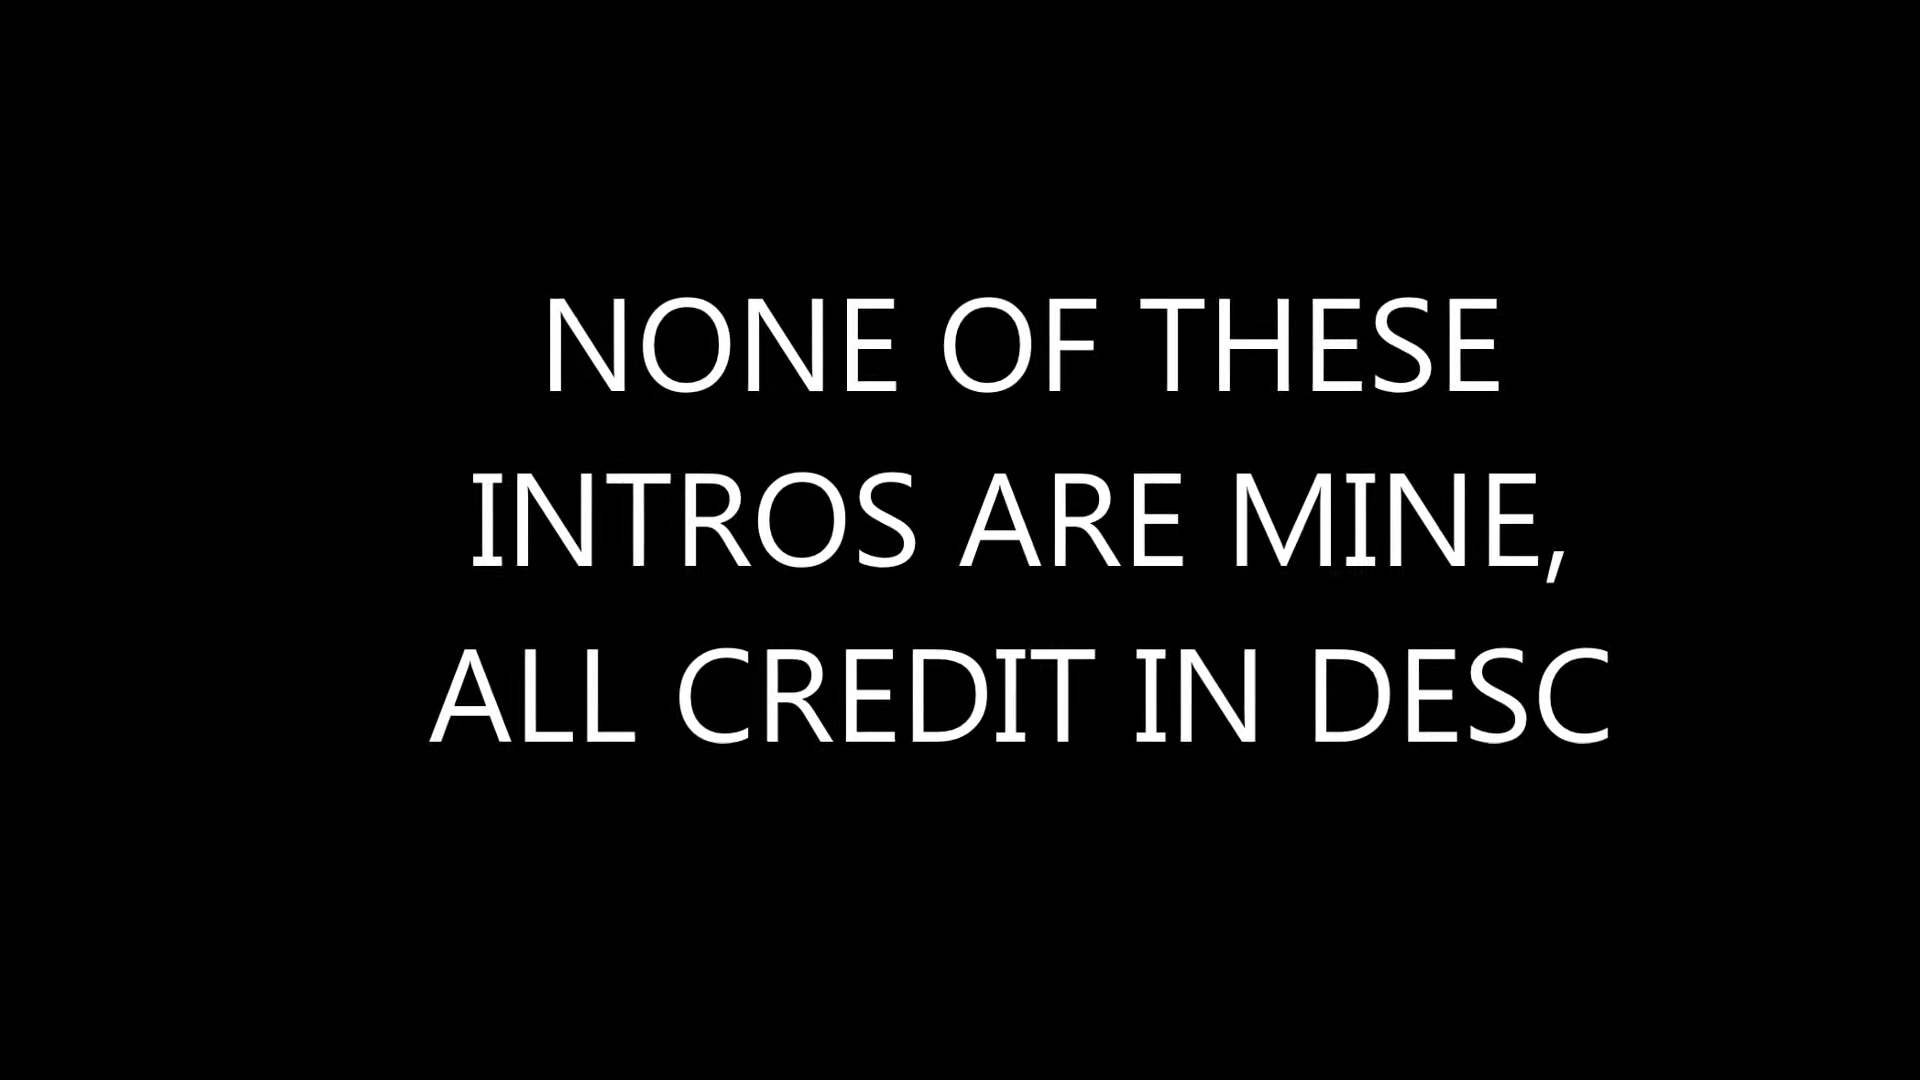 NONE OF THESE
INTROS ARE MINE,
ALL CREDIT IN DESC